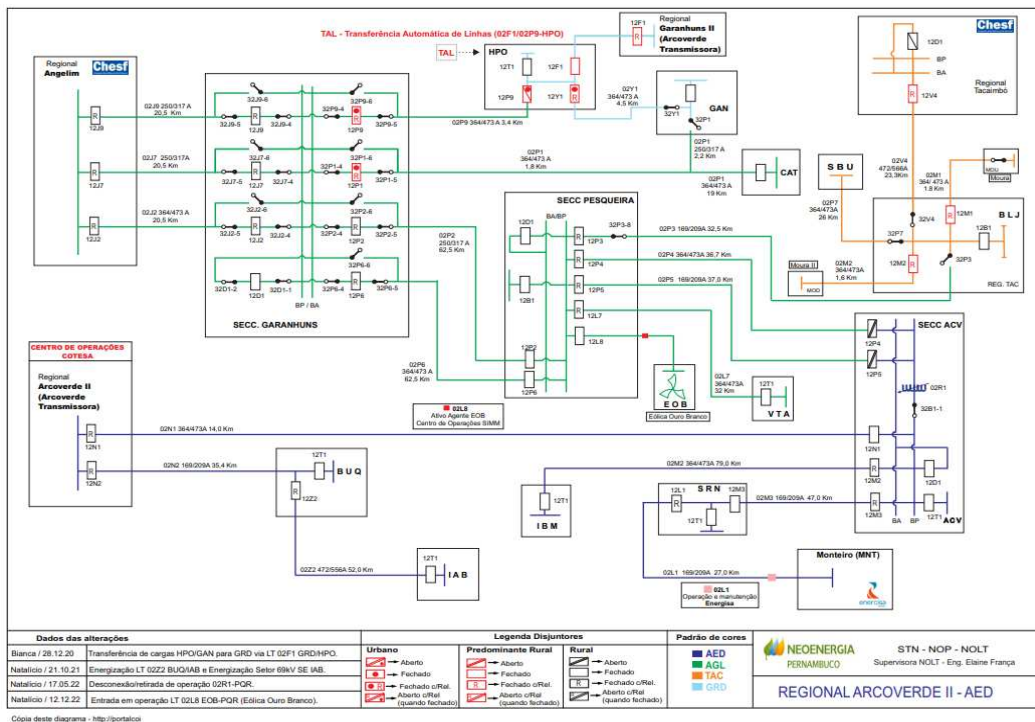 TAL - Transferência Automática de Linhas (02F1/02P9-HPO)
TAL
HPO
12T1
12F1
12P9
12Y1
12F1
R
Regional
Garanhuns II
(Arcoverde
Transmissora)
Chesf
12D1
BP
BA
Regional
Tacaimbó
12V4
Regional
Angelim
Chesf
12J9
12J7
12J2
02J9 250/317 A
20,5 Km
02J7 250/317A
20,5 Km
02J2 364/473 A
20,5 Km
32J9-6
32J9-5
12J9
32J9-4
32P9-4
32P9-6
12P9
32P9-5
32J7-6
32J7-5
12J7
32J7-4
32P1-4
32P1-6
12P1
32P1-5
32J2-6
32J2-5
12J2
32J2-4
32P2-4
32P2-6
12P2
32P2-5
32P6-6
32D1-2
12D1
32D1-1
32P6-4
12P6
32P6-5
BP / BA
SECC. GARANHUNS
02P9 364/473 A 3,4 Km
02Y1
364/473 A
4,5 Km
32Y1
GAN
32P1
02P1
250/317 A
2,2 Km
02P1
364/473 A
1,8 Km
02P1
364/473 A
19 Km
CAT
02P2
250/317 A
62,5 Km
02P6
364/473 A
62,5 Km
SECC PESQUEIRA
BA/BP
12D1
12B1
12P2
12P6
12P3
32P3-8
12P4
12P5
12L7
12L8
02P3 169/209A 32,5 Km
02P4 364/473A 36,7 Km
02P5 169/209A 37,0 Km
EOB
Eólica Ouro Branco
02L7
364/473A
32 Km
12T1
VTA
02L8
Ativo Agente EOB
Centro de Operações SIMM
SBU
02P7
364/473A
26 Km
02V4
472/566A
23.3Km
02M1
364/ 473 A
1.8 Km
MOU
Moura
12M1
32V4
BLJ
32P7
12B1
12M2
32P3
REG. TAC
Moura II
MOD
02M2
364/473A
1,6 Km
SECC ACV
12P4
12P5
02R1
32B1-1
12N1
12M2
12D1
12M3
12T1
BA
BP
ACV
CENTRO DE OPERAÇÕES
COTESA
Regional
Arcoverde II
(Arcoverde
Transmissora)
12N1
12N2
02N1 364/473A 14,0 Km
02N2 169/209A 35,4 Km
12T1
BUQ
12Z2
02Z2 472/556A 52,0 Km
12T1
IAB
02M2 364/473A 79,0 Km
12T1
IBM
12L1
SRN
12M3
12T1
02M3 169/209A 47,0 Km
02L1 169/209A 27,0 Km
02L1
Operação e manutenção
Energisa
Monteiro (MNT)
energisa
Dados das alterações
Bianca / 28.12.20 Transferência de cargas HPO/GAN para GRD via LT 02F1 GRD/HPO.
Natalício / 21.10.21 Energização LT 02Z2 BUQ/IAB e Energização Setor 69kV SE IAB.
Natalício / 17.05.22 Desconexão/retirada de operação 02R1-PQR.
Natalício / 12.12.22 Entrada em operação LT 02L8 EOB-PQR (Eólica Ouro Branco).
Legenda Disjuntores
Urbano
Aberto
Fechado
Fechado c/Rel.
Aberto c/Rel
(quando fechado)
Predominante Rural
Aberto
Fechado
Fechado c/Rel.
Aberto c/Rel
(quando fechado)
Rural
Aberto
Fechado
Fechado c/Rel.
Aberto c/Rel
(quando fechado)
Padrão de cores
AED
AGL
TAC
GRD
NEOENERGIA
PERNAMBUCO
STN - NOP - NOLT
Supervisora NOLT - Eng. Elaine França
REGIONAL ARCOVERDE II - AED
Cópia deste diagrama - http://portalcoi